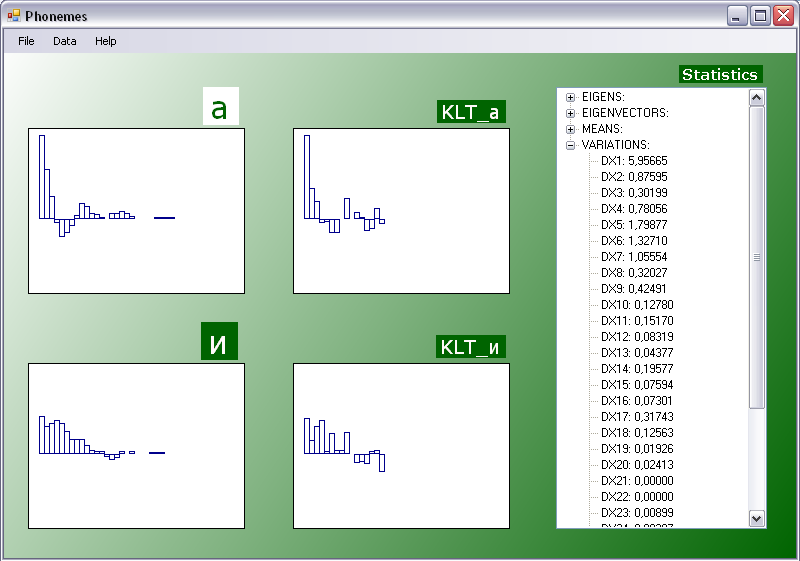 Phonemes
File Data Help
Statistics
а
KLT_а
и
KLT_и
EIGENS:
EIGENVECTORS:
MEANS:
VARIATIONS:
DX1: 5,95665
DX2: 0,87595
DX3: 0,30199
DX4: 0,78056
DX5: 1,79877
DX6: 1,32710
DX7: 1,05554
DX8: 0,32027
DX9: 0,42491
DX10: 0,12780
DX11: 0,15170
DX12: 0,08319
DX13: 0,04377
DX14: 0,19577
DX15: 0,07594
DX16: 0,07301
DX17: 0,31743
DX18: 0,12563
DX19: 0,01926
DX20: 0,02413
DX21: 0,00000
DX22: 0,00000
DX23: 0,00899